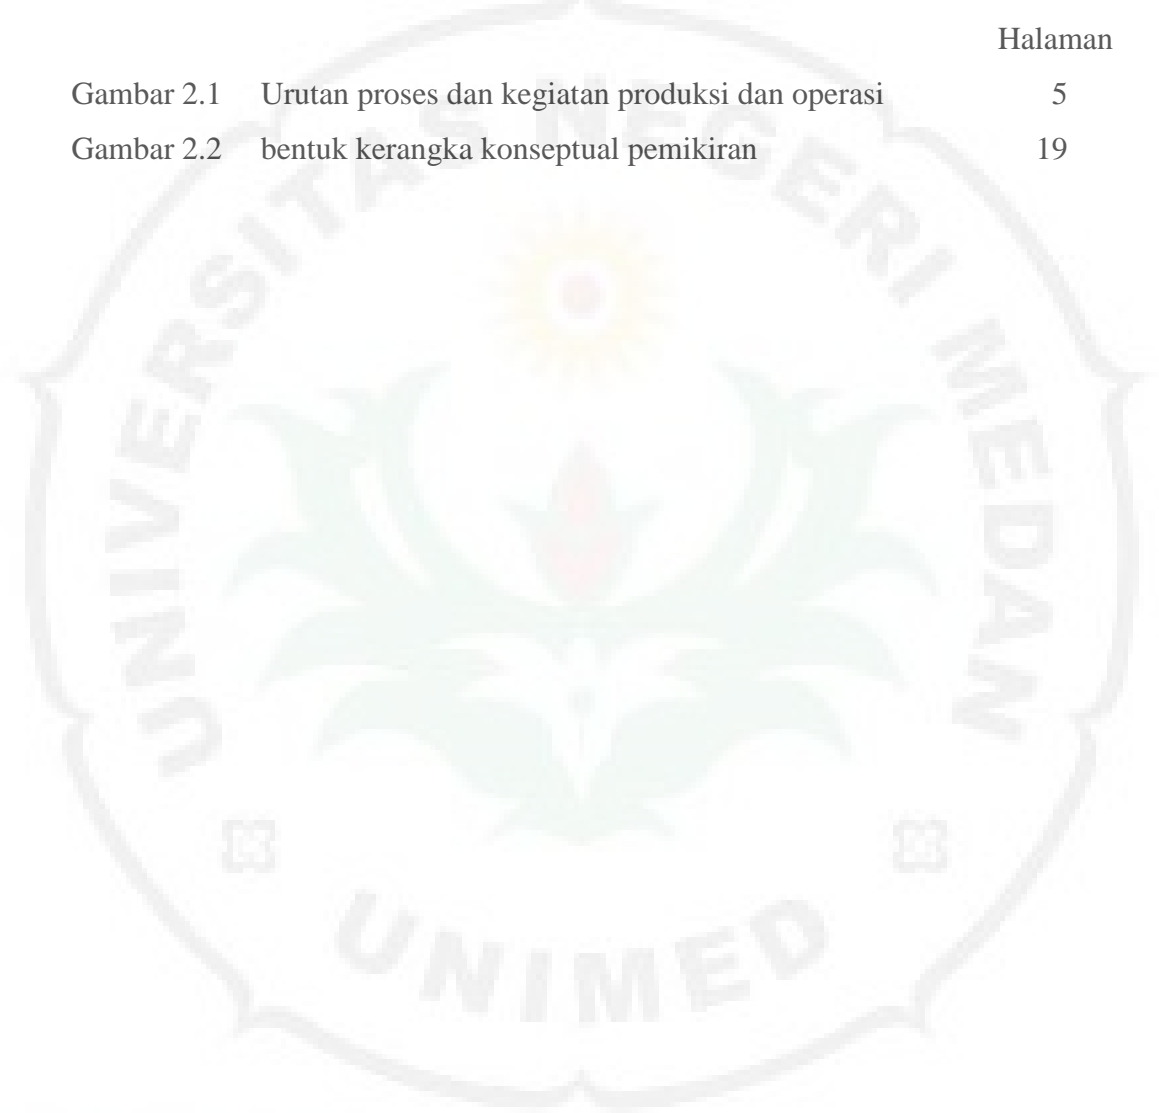 Halaman
Gambar 2.1 Urutan proses dan kegiatan produksi dan operasi 5
Gambar 2.2 bentuk kerangka konseptual pemikiran 19
UNIVERSITAS NEGERI MEDAN
UNIMED